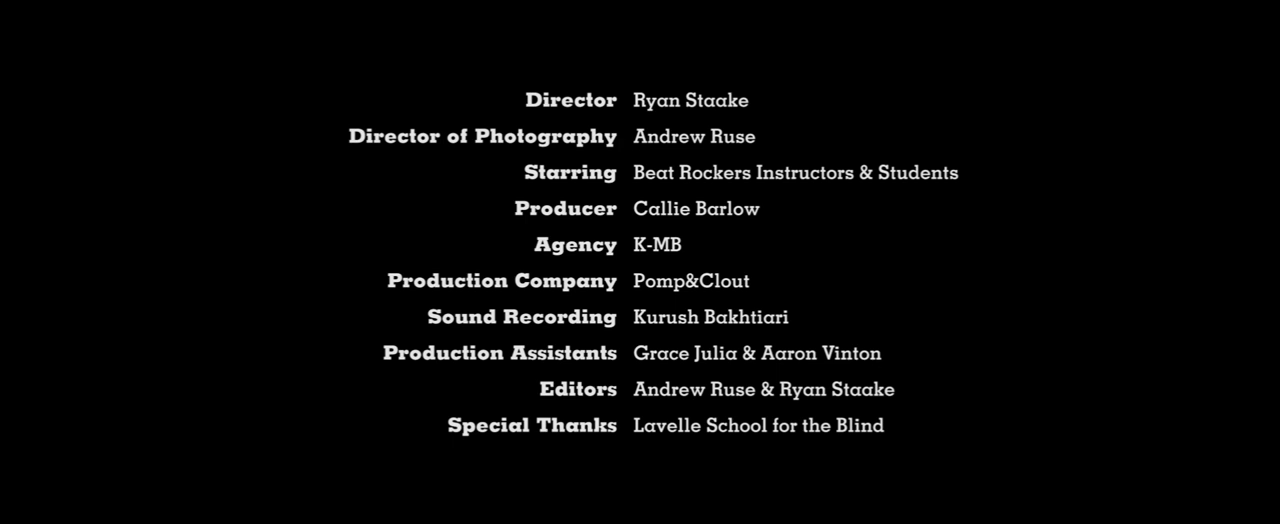 Director Ryan Staake
Director of Photography Andrew Ruse
Starring Beat Rockers Instructors & Students
Producer Callie Barlow
Agency K-MB
Production Company Pomp&Clout
Sound Recording Kurush Bakhtiari
Production Assistants Grace Julia & Aaron Vinton
Editors Andrew Ruse & Ryan Staake
Special Thanks Lavelle School for the Blind